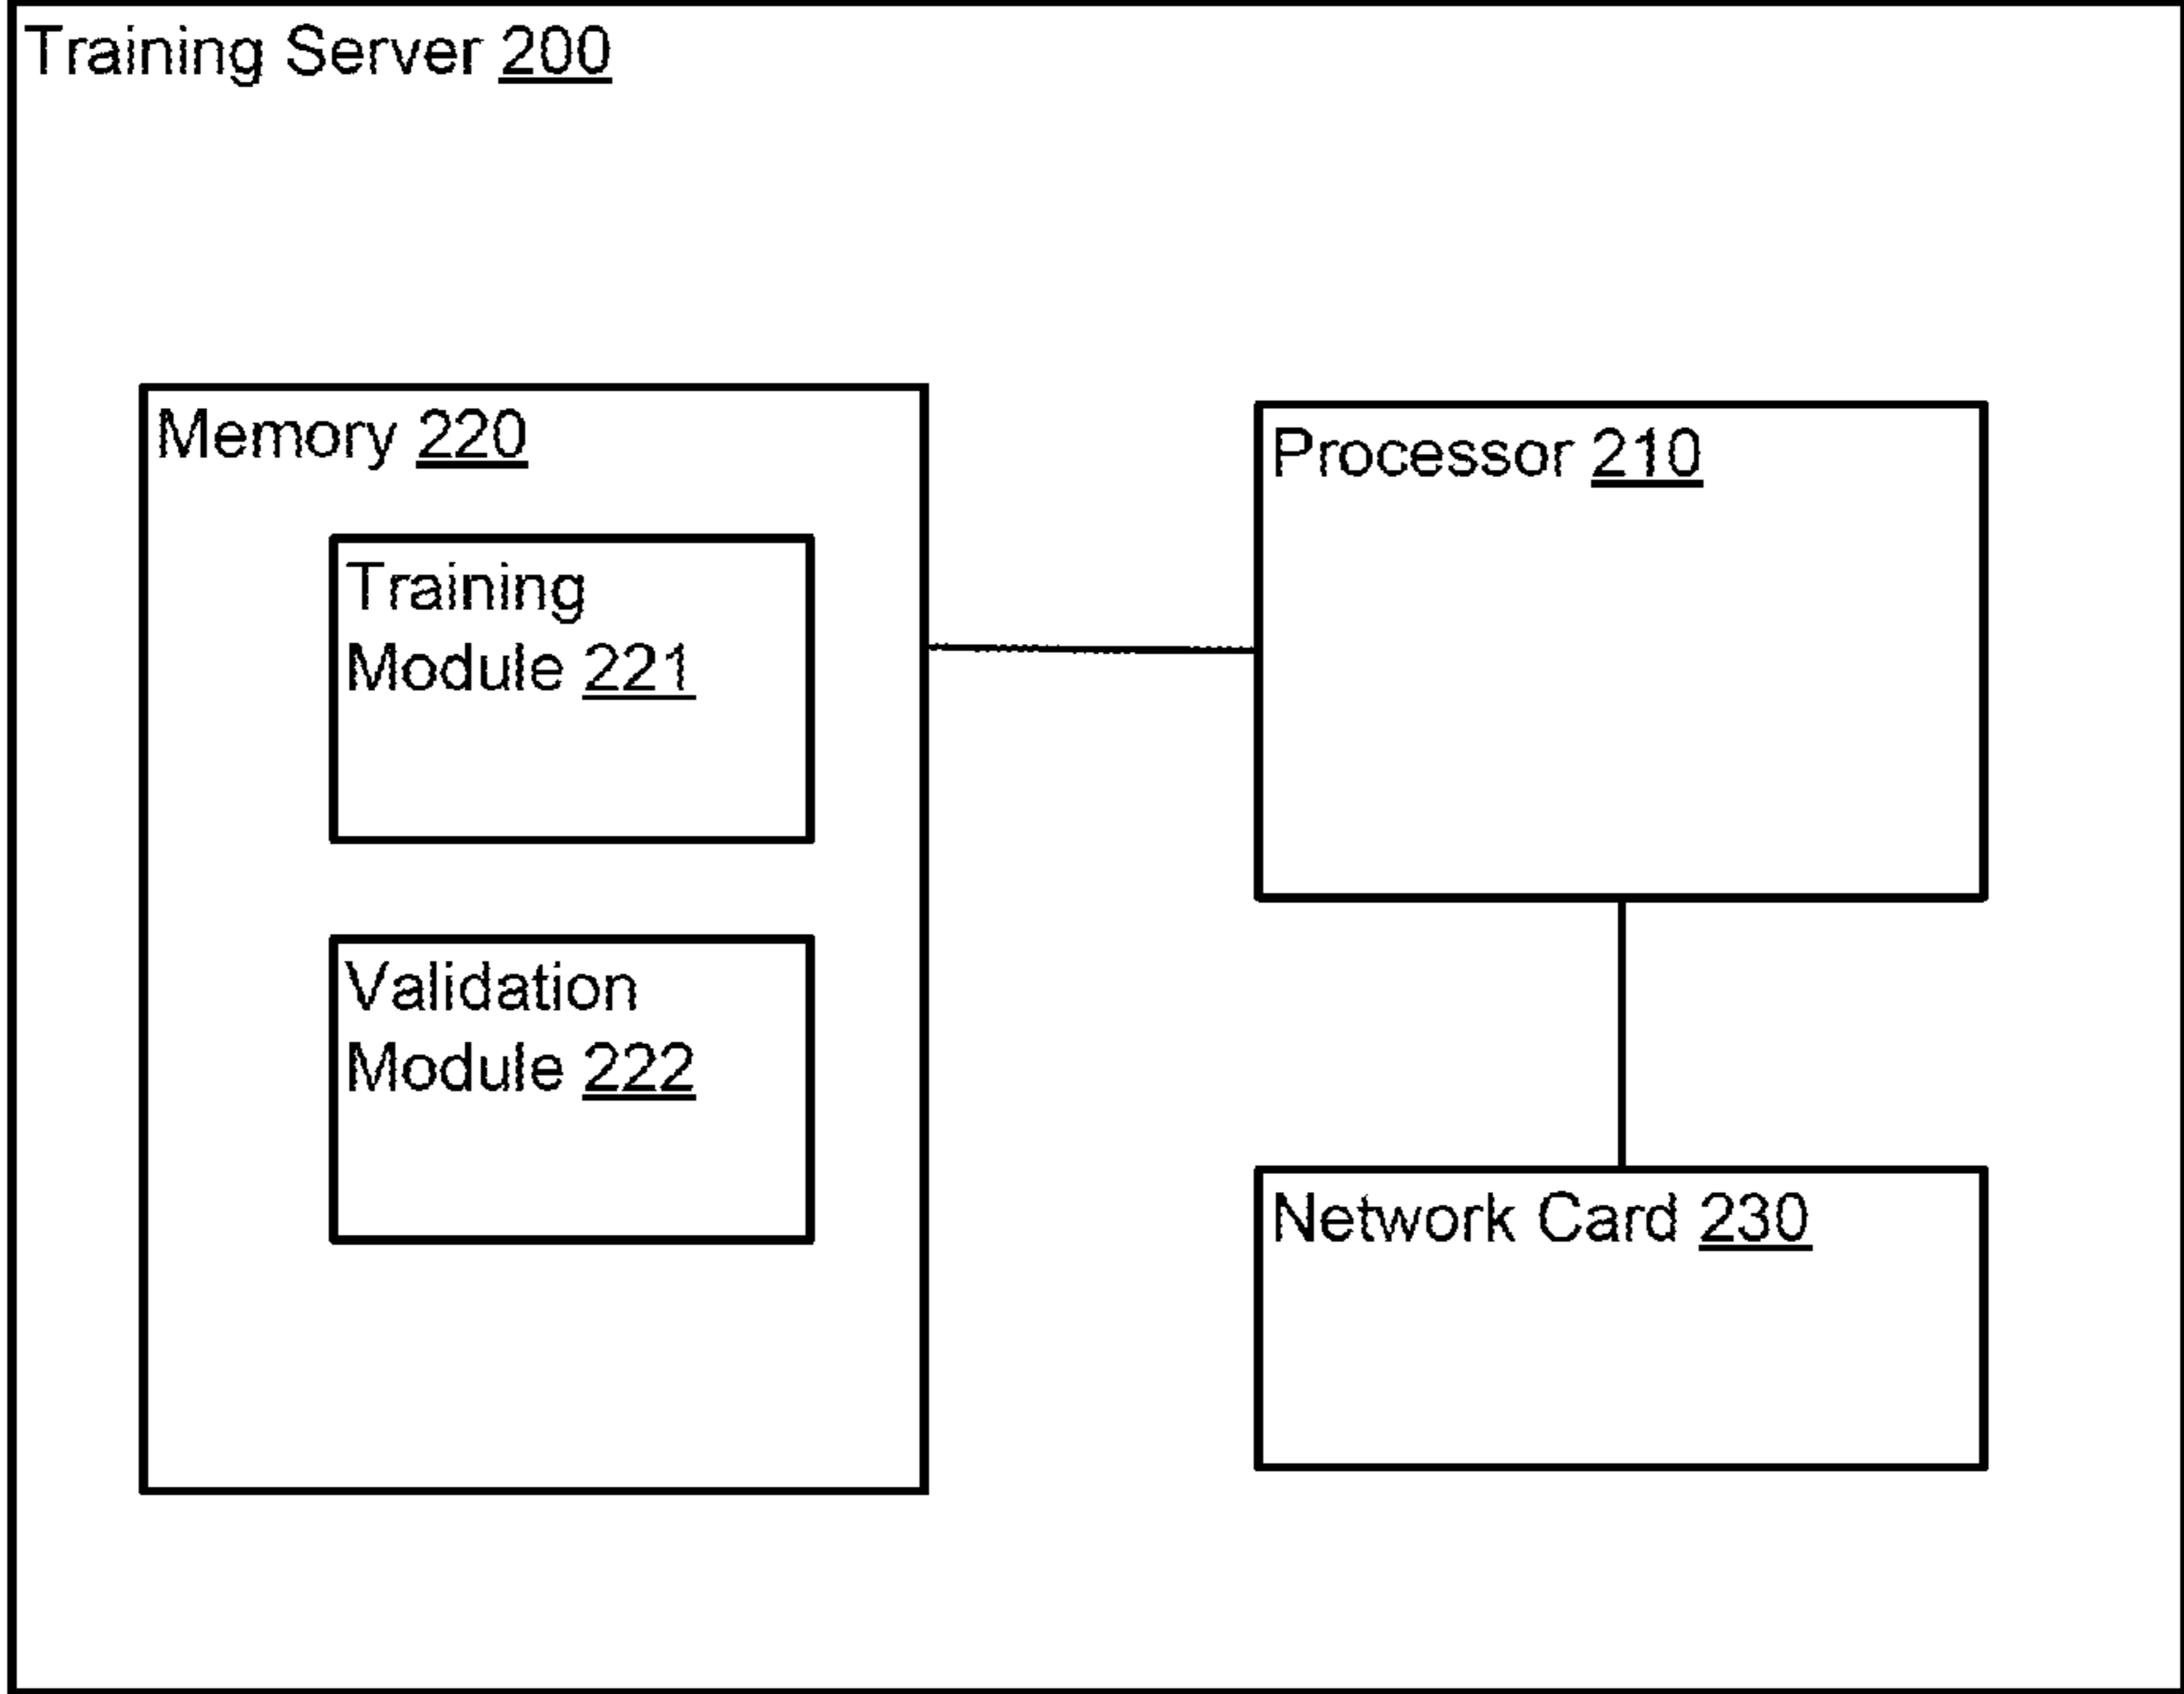 Training Server 200
Memory 220
Training
Module 221
Validation
Module 222
Processor 210
Network Card 230